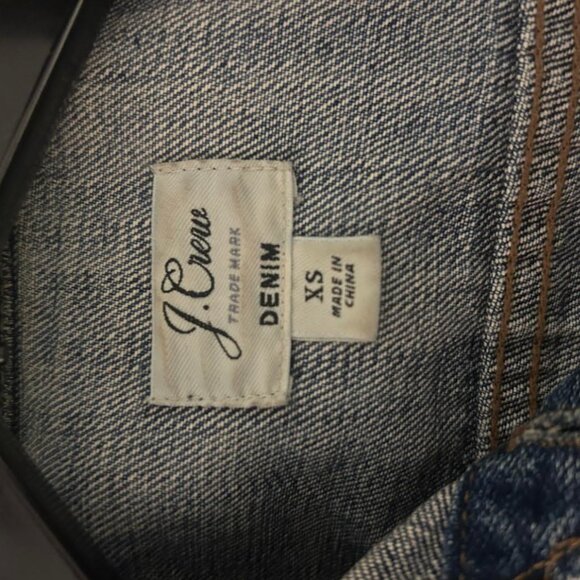 J. Crew
TRADE MARK
DENIM
XS
MADE IN
CHINA